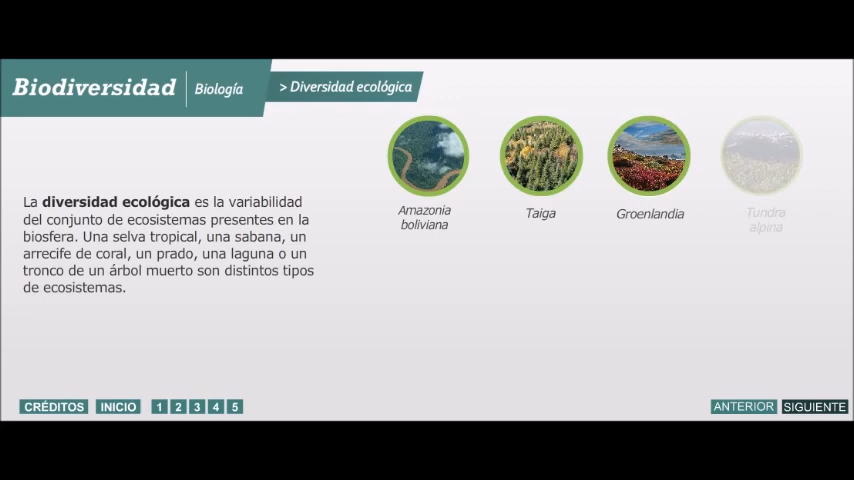 Biodiversidad
Biología
> Diversidad ecológica
Amazonia
boliviana
Taiga
Groenlandia
Tundra
alpina
La diversidad ecológica es la variabilidad
del conjunto de ecosistemas presentes en la
biosfera. Una selva tropical, una sabana, un
arrecife de coral, un prado, una laguna o un
tronco de un árbol muerto son distintos tipos
de ecosistemas.
CRÉDITOS
INICIO
1 2 3 4 5
ANTERIOR
SIGUIENTE